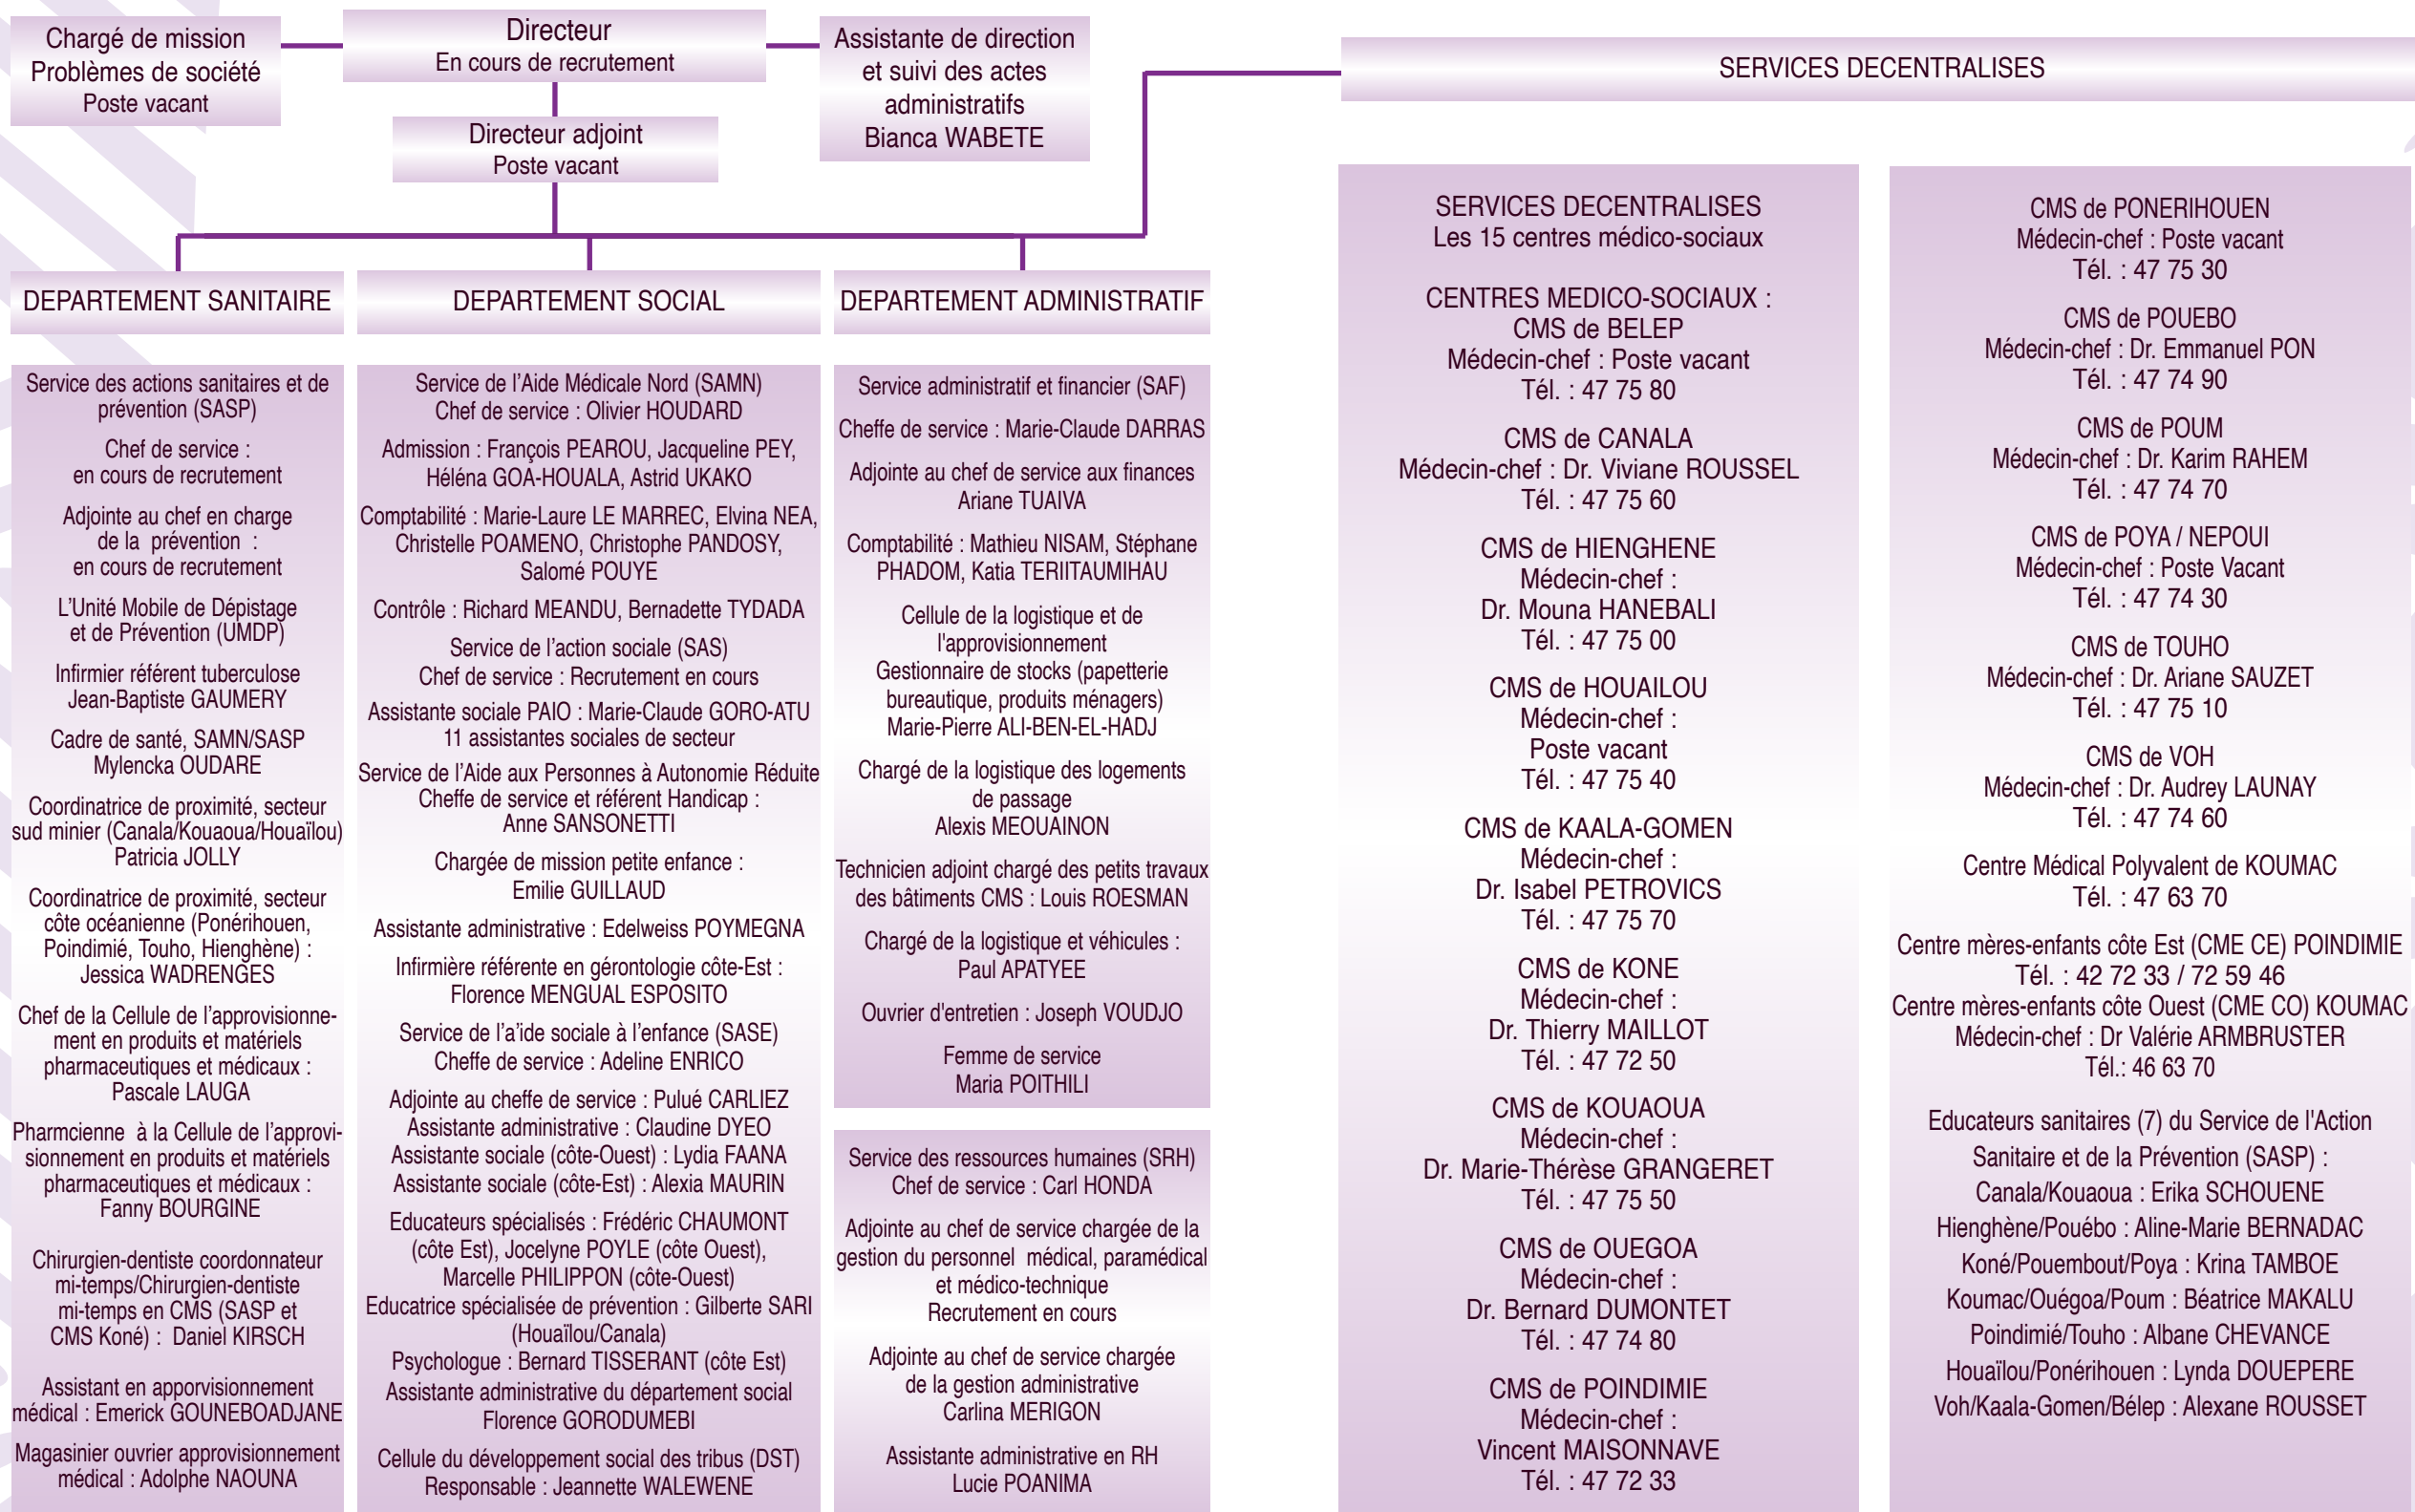 Chargé de mission
Problèmes de société
Poste vacant
Directeur
En cours de recrutement
Assistante de direction
et suivi des actes
administratifs
Bianca WABETE
Directeur adjoint
Poste vacant
SERVICES DECENTRALISES
DEPARTEMENT SANITAIRE
Service des actions sanitaires et de
prévention (SASP)
Chef de service :
en cours de recrutement
Adjointe au chef en charge
de la prévention :
en cours de recrutement
L'Unité Mobile de Dépistage
et de Prévention (UMDP)
Infirmier référent tuberculose
Jean-Baptiste GAUMERY
Cadre de santé, SAMN/SASP
Mylencka OUDARE
Coordinatrice de proximité, secteur
sud minier (Canala/Kouaoua/Houaïlou)
Patricia JOLLY
Coordinatrice de proximité, secteur
côte océanienne (Ponérihouen,
Poindimié, Touho, Hienghène) :
Jessica WADRENGES
Chef de la Cellule de l'approvisionne-
ment en produits et matériels
pharmaceutiques et médicaux :
Pascale LAUGA
Pharmcienne à la Cellule de l'approvi-
sionnement en produits et matériels
pharmaceutiques et médicaux :
Fanny BOURGINE
Chirurgien-dentiste coordonnateur
mi-temps/Chirurgien-dentiste
mi-temps en CMS (SASP et
CMS Koné) : Daniel KIRSCH
Assistant en apporvisionnement
médical : Emerick GOUNEBOADJANE
Magasinier ouvrier approvisionnement
médical : Adolphe NAOUNA
DEPARTEMENT SOCIAL
Service de l'Aide Médicale Nord (SAMN)
Chef de service : Olivier HOUDARD
Admission : François PEAROU, Jacqueline PEY,
Héléna GOA-HOUALA, Astrid UKAKO
Comptabilité : Marie-Laure LE MARREC, Elvina NEA,
Christelle POAMENO, Christophe PANDOSY,
Salomé POUYE
Contrôle : Richard MEANDU, Bernadette TYDADA
Service de l'action sociale (SAS)
Chef de service : Recrutement en cours
Assistante sociale PAIO : Marie-Claude GORO-ATU
11 assistantes sociales de secteur
Service de l'Aide aux Personnes à Autonomie Réduite
Cheffe de service et référent Handicap :
Anne SANSONETTI
Chargée de mission petite enfance :
Emilie GUILLAUD
Assistante administrative : Edelweiss POYMEGNA
Infirmière référente en gérontologie côte-Est :
Florence MENGUAL ESPOSITO
Service de l'a'ide sociale à l'enfance (SASE)
Cheffe de service : Adeline ENRICO
Adjointe au cheffe de service : Pulué CARLIEZ
Assistante administrative : Claudine DYEO
Assistante sociale (côte-Ouest) : Lydia FAANA
Assistante sociale (côte-Est) : Alexia MAURIN
Educateurs spécialisés : Frédéric CHAUMONT
(côte Est), Jocelyne POYLE (côte Ouest),
Marcelle PHILIPPON (côte-Ouest)
Educatrice spécialisée de prévention : Gilberte SARI
(Houaïlou/Canala)
Psychologue : Bernard TISSERANT (côte Est)
Assistante administrative du département social
Florence GORODUMEBI
Cellule du développement social des tribus (DST)
Responsable : Jeannette WALEWENE
DEPARTEMENT ADMINISTRATIF
Service administratif et financier (SAF)
Cheffe de service : Marie-Claude DARRAS
Adjointe au chef de service aux finances
Ariane TUAIVA
Comptabilité : Mathieu NISAM, Stéphane
PHADOM, Katia TERIITAUMIHAU
Cellule de la logistique et de
l'approvisionnement
Gestionnaire de stocks (papetterie
bureautique, produits ménagers)
Marie-Pierre ALI-BEN-EL-HADJ
Chargé de la logistique des logements
de passage
Alexis MEOUAINON
Technicien adjoint chargé des petits travaux
des bâtiments CMS : Louis ROESMAN
Chargé de la logistique et véhicules :
Paul APATYEE
Ouvrier d'entretien : Joseph VOUDJO
Femme de service
Maria POITHILI
Service des ressources humaines (SRH)
Chef de service : Carl HONDA
Adjointe au chef de service chargée de la
gestion du personnel médical, paramédical
et médico-technique
Recrutement en cours
Adjointe au chef de service chargée
de la gestion administrative
Carlina MERIGON
Assistante administrative en RH
Lucie POANIMA
SERVICES DECENTRALISES
Les 15 centres médico-sociaux
CENTRES MEDICO-SOCIAUX :
CMS de BELEP
Médecin-chef : Poste vacant
Tél. : 47 75 80
CMS de CANALA
Médecin-chef : Dr. Viviane ROUSSEL
Tél. : 47 75 60
CMS de HIENGHENE
Médecin-chef :
Dr. Mouna HANEBALI
Tél. : 47 75 00
CMS de HOUAILOU
Médecin-chef :
Poste vacant
Tél. : 47 75 40
CMS de KAALA-GOMEN
Médecin-chef :
Dr. Isabel PETROVICS
Tél. : 47 75 70
CMS de KONE
Médecin-chef :
Dr. Thierry MAILLOT
Tél. : 47 72 50
CMS de KOUAOUA
Médecin-chef :
Dr. Marie-Thérèse GRANGERET
Tél. : 47 75 50
CMS de OUEGOA
Médecin-chef :
Dr. Bernard DUMONTET
Tél. : 47 74 80
CMS de POINDIMIE
Médecin-chef :
Vincent MAISONNAVE
Tél. : 47 72 33
CMS de PONERIHOUEN
Médecin-chef : Poste vacant
Tél. : 47 75 30
CMS de POUEBO
Médecin-chef : Dr. Emmanuel PON
Tél. : 47 74 90
CMS de POUM
Médecin-chef : Dr. Karim RAHEM
Tél. : 47 74 70
CMS de POYA / NEPOUI
Médecin-chef : Poste Vacant
Tél. : 47 74 30
CMS de TOUHO
Médecin-chef : Dr. Ariane SAUZET
Tél. : 47 75 10
CMS de VOH
Médecin-chef : Dr. Audrey LAUNAY
Tél. : 47 74 60
Centre Médical Polyvalent de KOUMAC
Tél. : 47 63 70
Centre mères-enfants côte Est (CME CE) POINDIMIE
Tél. : 42 72 33 / 72 59 46
Centre mères-enfants côte Ouest (CME CO) KOUMAC
Médecin-chef : Dr Valérie ARMBRUSTER
Tél.: 46 63 70
Educateurs sanitaires (7) du Service de l'Action
Sanitaire et de la Prévention (SASP) :
Canala/Kouaoua : Erika SCHOUENE
Hienghène/Pouébo : Aline-Marie BERNADAC
Koné/Pouembout/Poya : Krina TAMBOE
Koumac/Ouégoa/Poum : Béatrice MAKALU
Poindimié/Touho : Albane CHEVANCE
Houaïlou/Ponérihouen : Lynda DOUEPERE
Voh/Kaala-Gomen/Bélep : Alexane ROUSSET